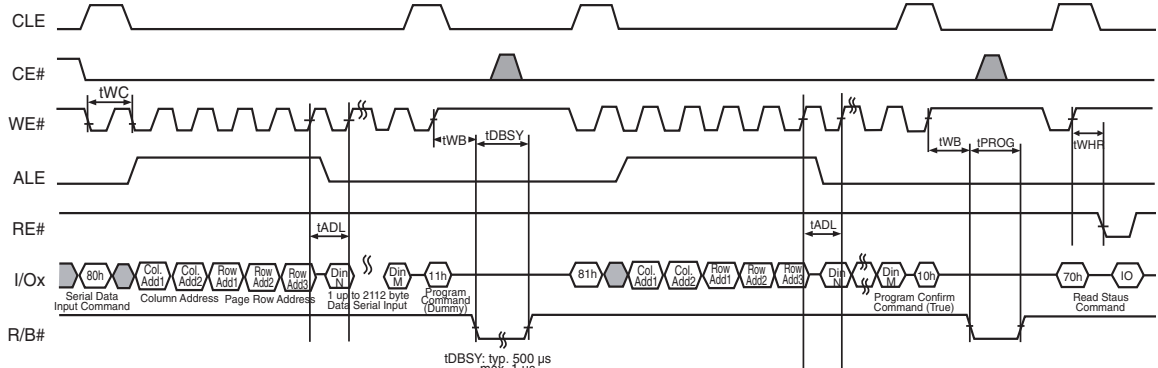 CLE
CE#
tWC
WE#
tWB
tDBSY
tWB
tPROG
tWHR
ALE
RE#
tADL
tADL
I/Ox
80h
Col. Add1
Col. Add2
Row Add1
Row Add2
Row Add3
Din N
Din M
11h
81h
Col. Add1
Col. Add2
Row Add1
Row Add2
Row Add3
Din N
Din M
10h
70h
IO
Serial Data
Input Command
Column Address
Page Row Address
1 up to 2112 byte
Data Serial Input
Program
Command
(Dummy)
Program Confirm
Command (True)
Read Staus
Command
R/B#
tDBSY: typ. 500 µs
max. 1 µs